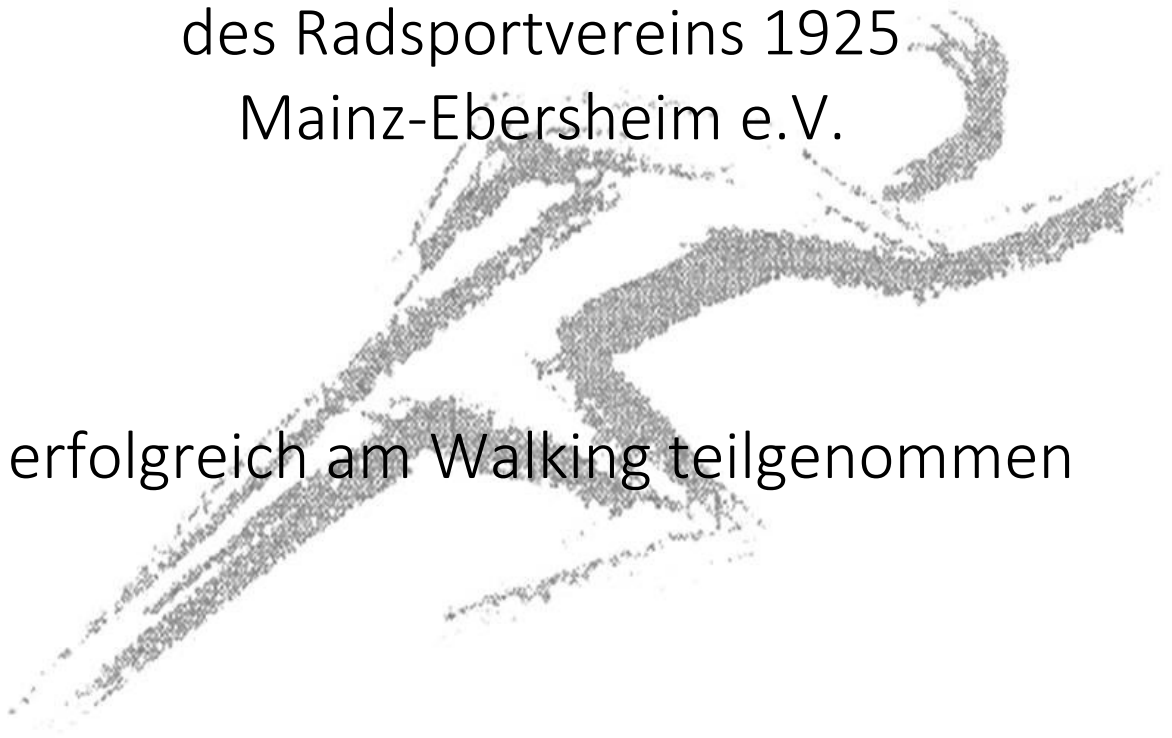 des Radsportvereins 1925
Mainz-Ebersheim e.V.
erfolgreich am Walking teilgenommen